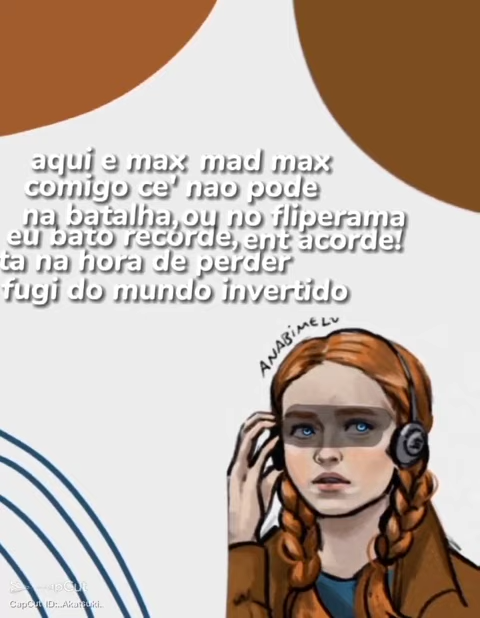 aqui e max mad max
comigo ce' nao pode
na batalha,ou no fliperama
eu bato recorde,ent acorde!
ta na hora de perder
fugi do mundo invertido
ANABIMELU
CapCut
CapCut ID:.Akatsuki.